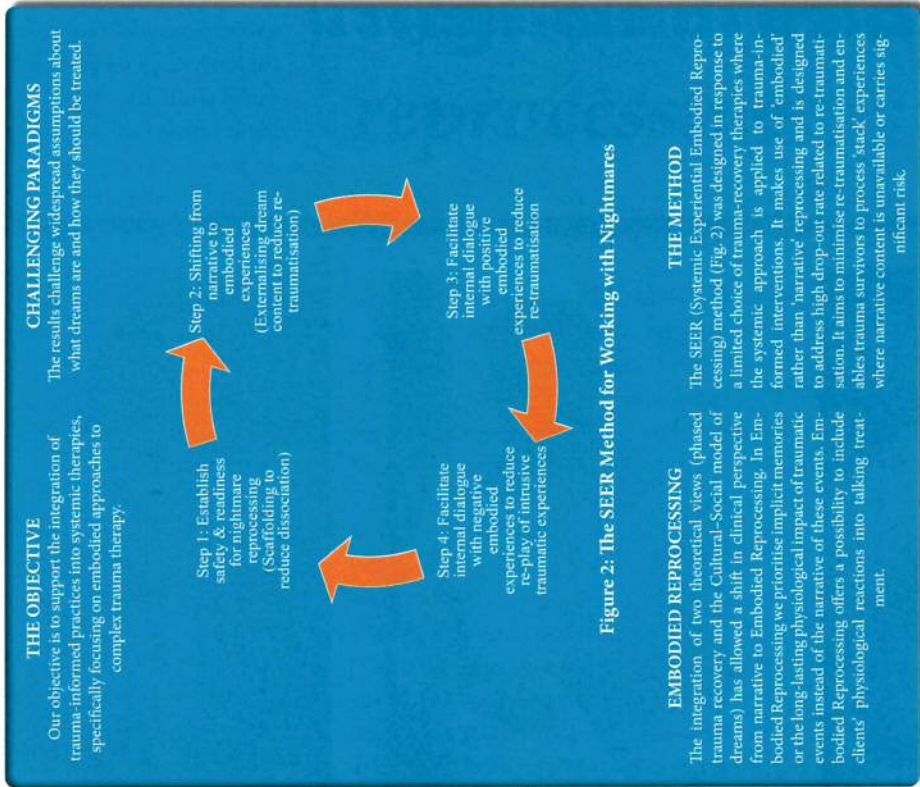 THE OBJECTIVE
Our objective is to support the integration of
trauma-informed practices into systemic therapies,
specifically focusing on embodied approaches to
complex trauma therapy.
CHALLENGING PARADIGMS
The results challenge widespread assumptions about
what dreams are and how they should be treated.
Step 1: Establish
safety & readiness
for nightmare
reprocessing
(Scaffolding to
reduce dissociation)
Step 2: Shifting from
narrative to
embodied
experiences
(Externalising dream
content to reduce re-
traumatisation)
Step 3: Facilitate
internal dialogue
with positive
embodied
experiences to reduce
re-traumatisation
Step 4: Facilitate
internal dialogue
with negative
embodied
experiences to reduce
re-play of intrusive
traumatic experiences
Figure 2: The SEER Method for Working with Nightmares
EMBODIED REPROCESSING
The integration of two theoretical views (phased
trauma recovery and the Cultural–Social model of
dreams) has allowed a shift in clinical perspective
from narrative to Embodied Reprocessing. In Em-
bodied Reprocessing we prioritise implicit memories
or the long-lasting physiological impact of traumatic
events instead of the narrative of these events. Em-
bodied Reprocessing offers a possibility to include
clients' physiological reactions into talking treat-
ment.
THE METHOD
The SEER (Systemic Experiential Embodied Repro-
cessing) method (Fig. 2) was designed in response to
a limited choice of trauma-recovery therapies where
the systemic approach is applied to trauma-in-
formed interventions. It makes use of 'embodied'
rather than 'narrative' reprocessing and is designed
to address high drop-out rate related to re-traumati-
sation. It aims to minimise re-traumatisation and en-
ables trauma survivors to process 'stack' experiences
where narrative content is unavailable or carries sig-
nificant risk.